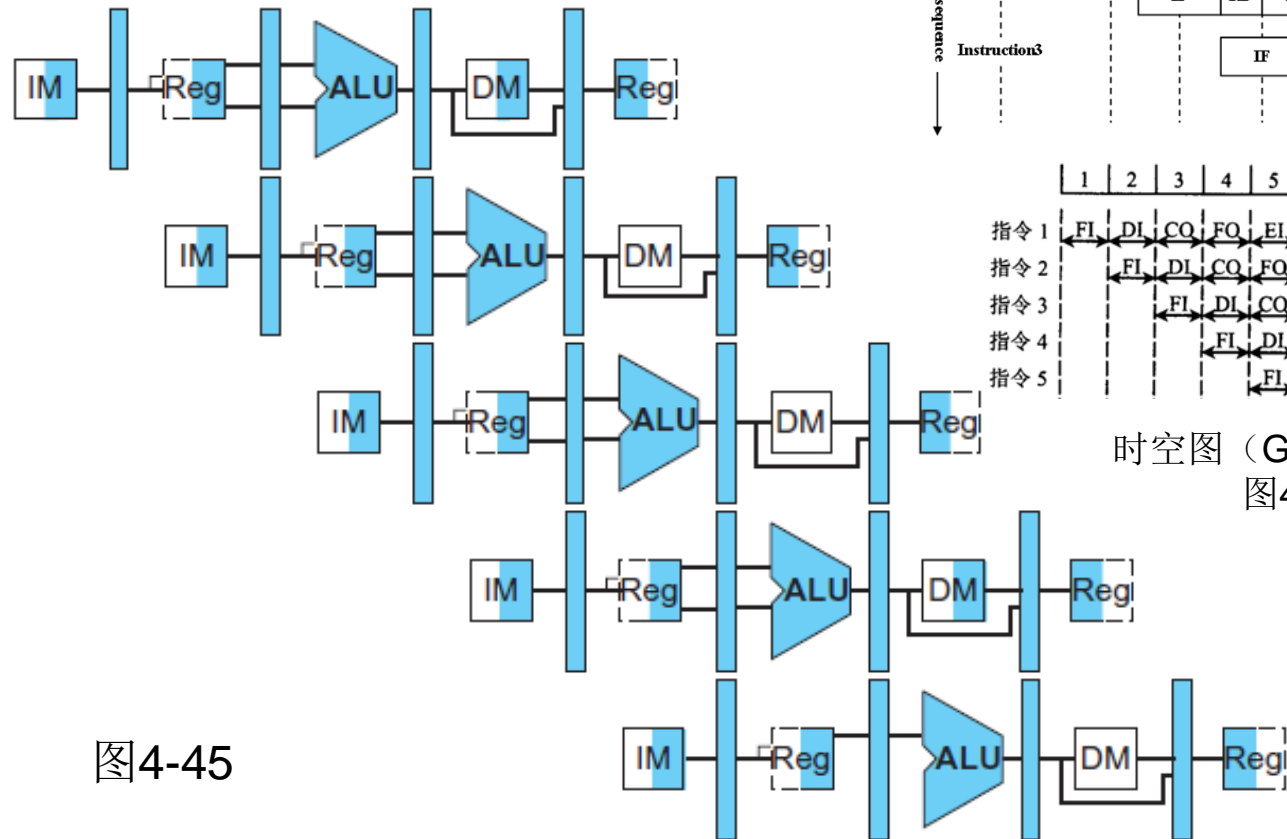 IM Reg ALU DM Reg
IM Reg ALU DM Reg
IM Reg ALU DM Reg
IM Reg ALU DM Reg
IM Reg ALU DM Reg
图4-45
sequence
Instruction3
IF
1 2 3 4 5
指令 1 FI DI CO FO EI
指令 2 FI DI CO FO
指令 3 FI DI CO
指令 4 FI DI
指令 5 FI
时空图（G
图4